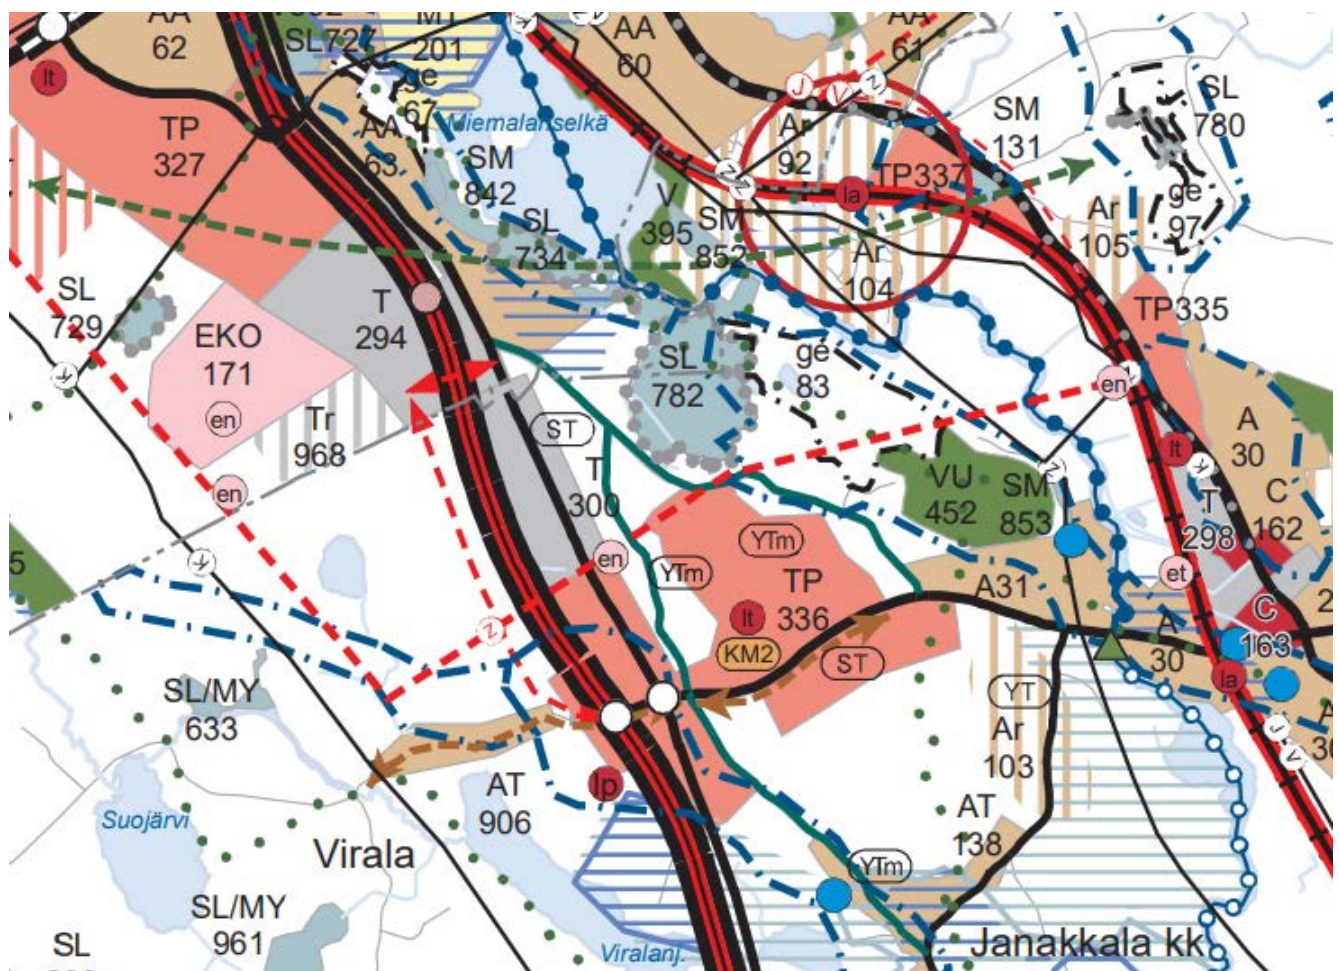 AA
62
SL727
MT
201
AA
60
AA
61
lt
ge
67
Miemalanselkä
J
V
Z
TP
327
AA
63
SM
842
Ar
92
SM
131
SL
780
TP337
la
V
395
SM
852
SL
734
Ar
104
Ar
105
ge
97
SL
729
T
294
TP335
EKO
171
SL
782
ge
83
K
en
en
Tr
968
ST
A
30
lt
K
VU
452
SM
853
Z
T
300
C
162
T
298
en
YTm
K
en
YTm
TP
336
A31
et
5
lt
C
163
Z
KM2
ST
A
30
la
SL/MY
633
YT
Ar
103
J
V
AT
906
lp
Suojärvi
AT
138
Virala
YTm
SL/MY
961
SL
Viralanj.
Janakkala kk